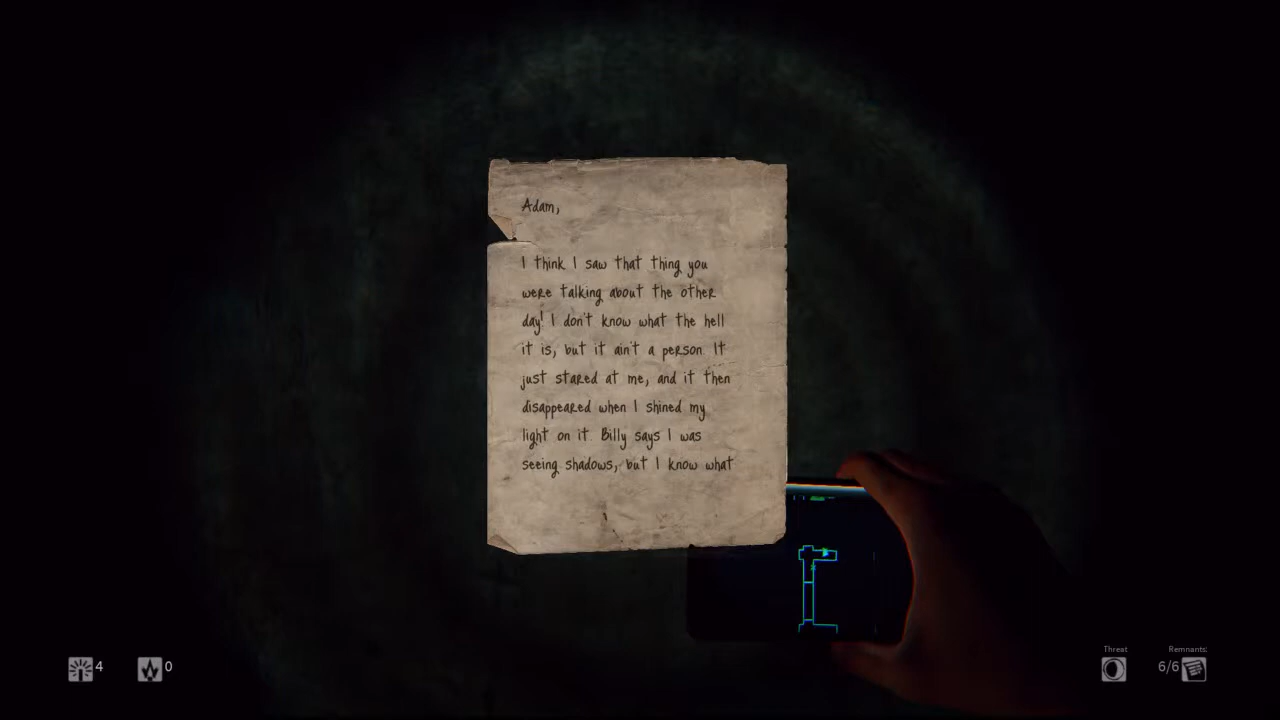 Adam,
I think I saw that thing you
were talking about the other
day! I don't know what the hell
it is, but it ain't a person. It
just stared at me, and it then
disappeared when I shined my
light on it. Billy says I was
seeing shadows, but I know what
4
0
Threat
Remnants:
6/6